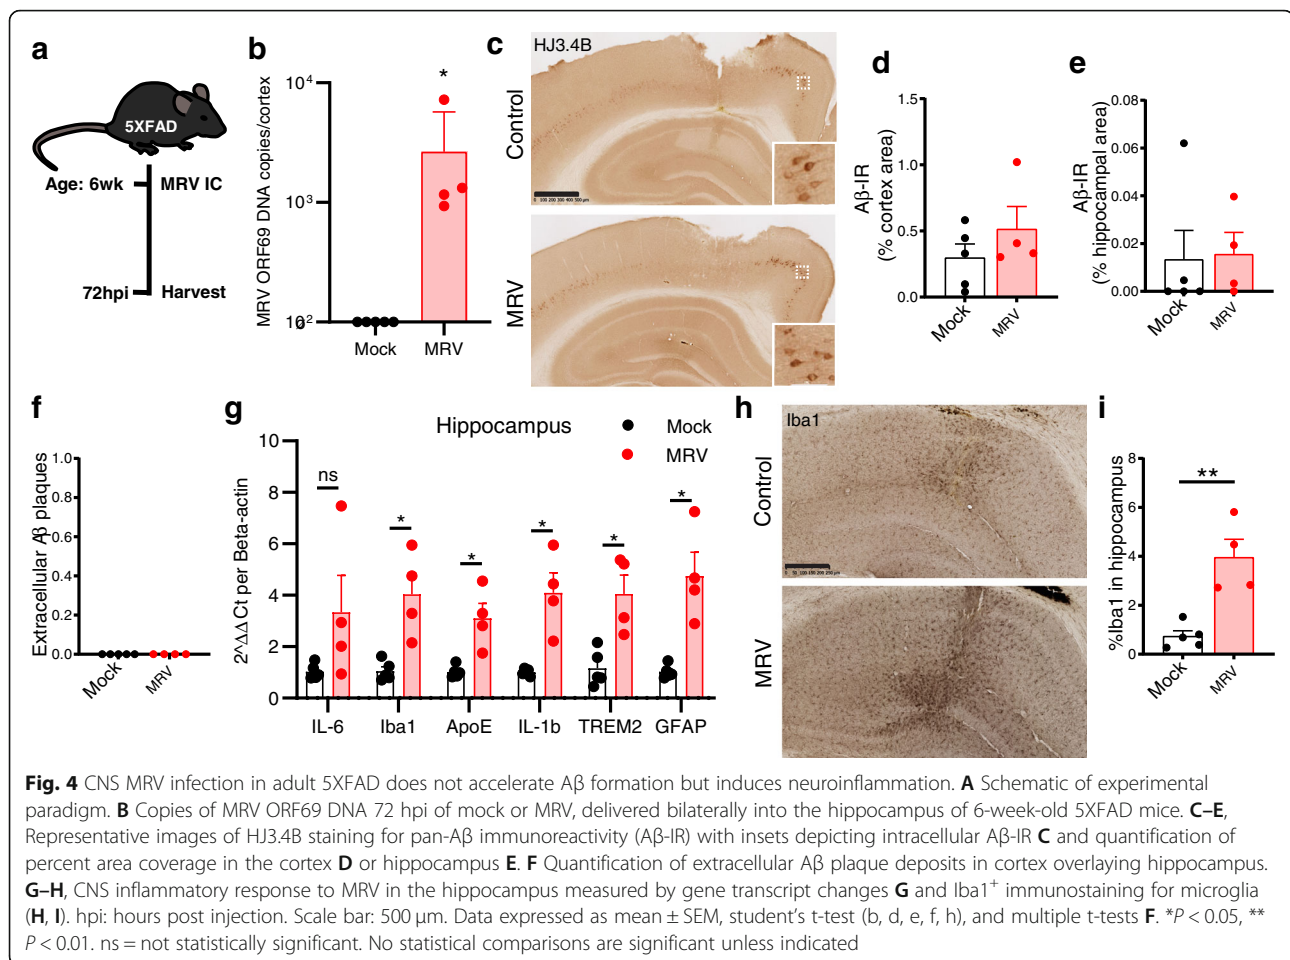 a
5XFAD
Age: 6wk
MRV IC
72hpi
Harvest
b
MRV ORF69 DNA copies/cortex
10⁴
10³
10²
*
Mock
MRV
c
HJ3.4B
Control
MRV
d
Aβ-IR
(% cortex area)
1.5
1.0
0.5
0.0
Mock
MRV
e
Aβ-IR
(% hippocampal area)
0.08
0.06
0.04
0.02
0.00
Mock
MRV
f
Extracellular Aβ plaques
1.0
0.8
0.6
0.4
0.2
0.0
Mock
MRV
g
Hippocampus
Mock
MRV
2^ΔΔΔ Ct per Beta-actin
10
8
6
4
2
0
ns
*
*
*
*
*
IL-6
Iba1
ApoE
IL-1b
TREM2
GFAP
h
Iba1
Control
MRV
i
%Iba1 in hippocampus
8
6
4
2
0
**
Mock
MRV
Fig. 4 CNS MRV infection in adult 5XFAD does not accelerate Aβ formation but induces neuroinflammation. A Schematic of experimental
paradigm. B Copies of MRV ORF69 DNA 72 hpi of mock or MRV, delivered bilaterally into the hippocampus of 6-week-old 5XFAD mice. C–E,
Representative images of HJ3.4B staining for pan-Aβ immunoreactivity (Aβ-IR) with insets depicting intracellular Aβ-IR C and quantification of
percent area coverage in the cortex D or hippocampus E. F Quantification of extracellular Aβ plaque deposits in cortex overlaying hippocampus.
G–H, CNS inflammatory response to MRV in the hippocampus measured by gene transcript changes G and Iba1⁺ immunostaining for microglia
(H, I). hpi: hours post injection. Scale bar: 500 μm. Data expressed as mean ± SEM, student's t-test (b, d, e, f, h), and multiple t-tests F. *P < 0.05, **
P < 0.01. ns = not statistically significant. No statistical comparisons are significant unless indicated